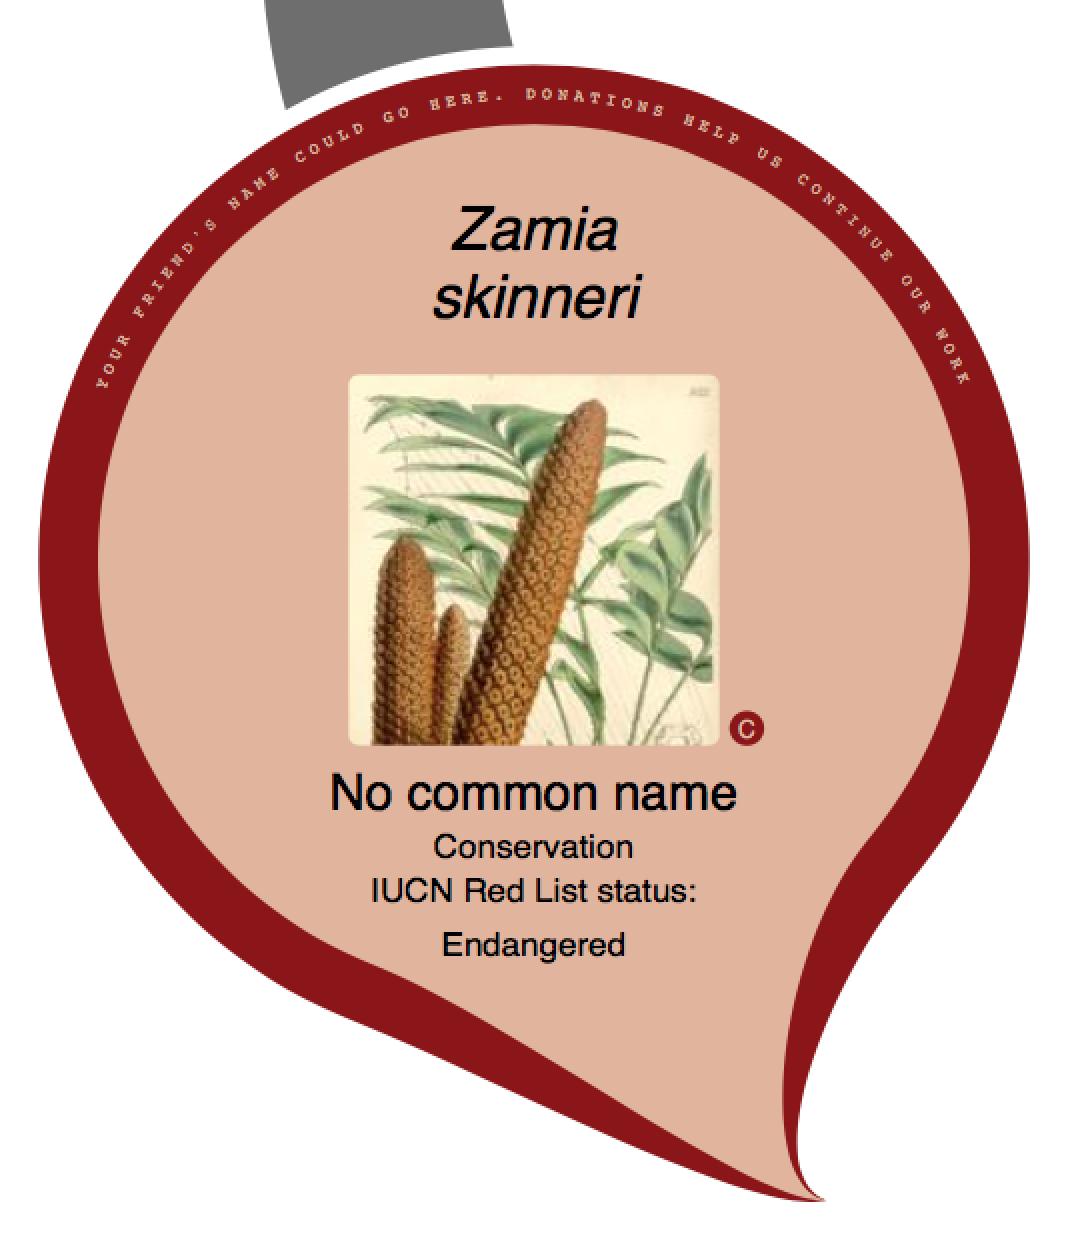 YOUR FRIEND'S NAME COULD GO HERE. DONATIONS HELP US CONTINUE OUR WORK
Zamia
skinneri
C
No common name
Conservation
IUCN Red List status:
Endangered